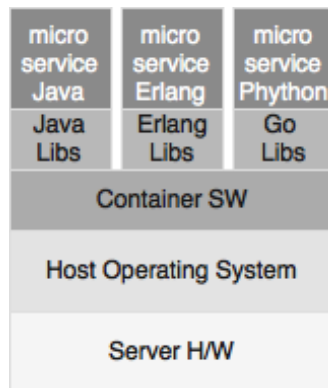 micro
service
Java
micro
service
Erlang
micro
service
Phython
Java
Libs
Erlang
Libs
Go
Libs
Container SW
Host Operating System
Server H/W